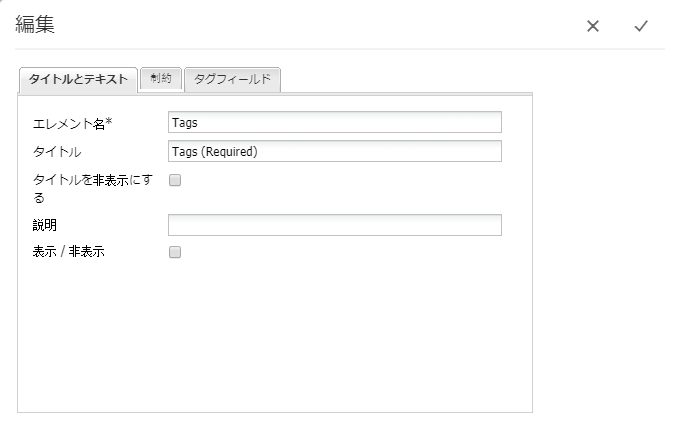 編集
タイトルとテキスト 制約 タグフィールド
エレメント名* Tags
タイトル Tags (Required)
タイトルを非表示にす
る
説明
表示 / 非表示